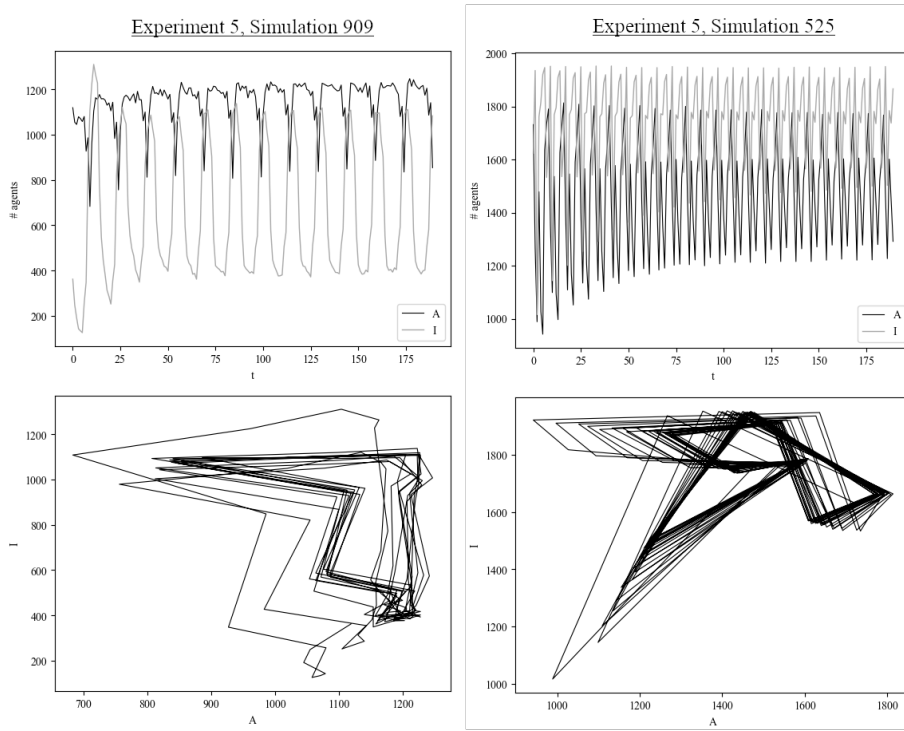 Experiment 5, Simulation 909
1200
1000
800
600
400
200
# agents
A
I
0 25 50 75 100 125 150 175
t
1200
1000
800
600
400
200
I
700 800 900 1000 1100 1200
A
Experiment 5, Simulation 525
2000
1800
1600
1400
1200
1000
# agents
A
I
0 25 50 75 100 125 150 175
t
1800
1600
1400
1200
1000
I
1000 1200 1400 1600 1800
A